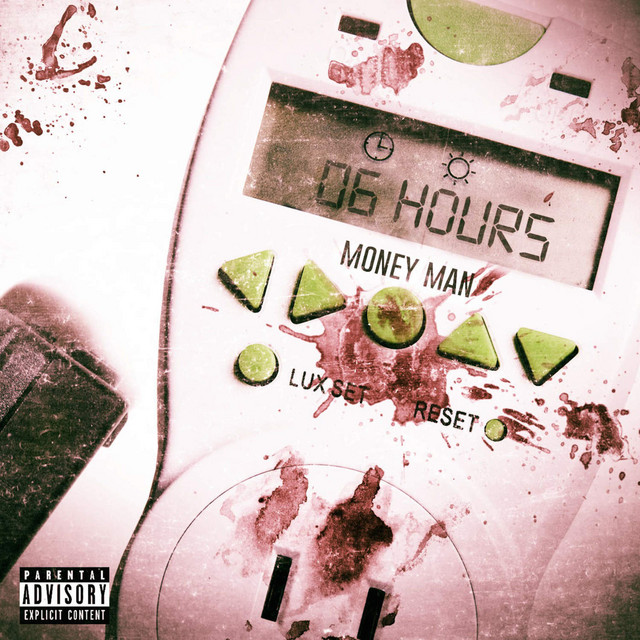 06 HOURS
MONEY MAN
LUX SET
RESET
PARENTAL
ADVISORY
EXPLICIT CONTENT